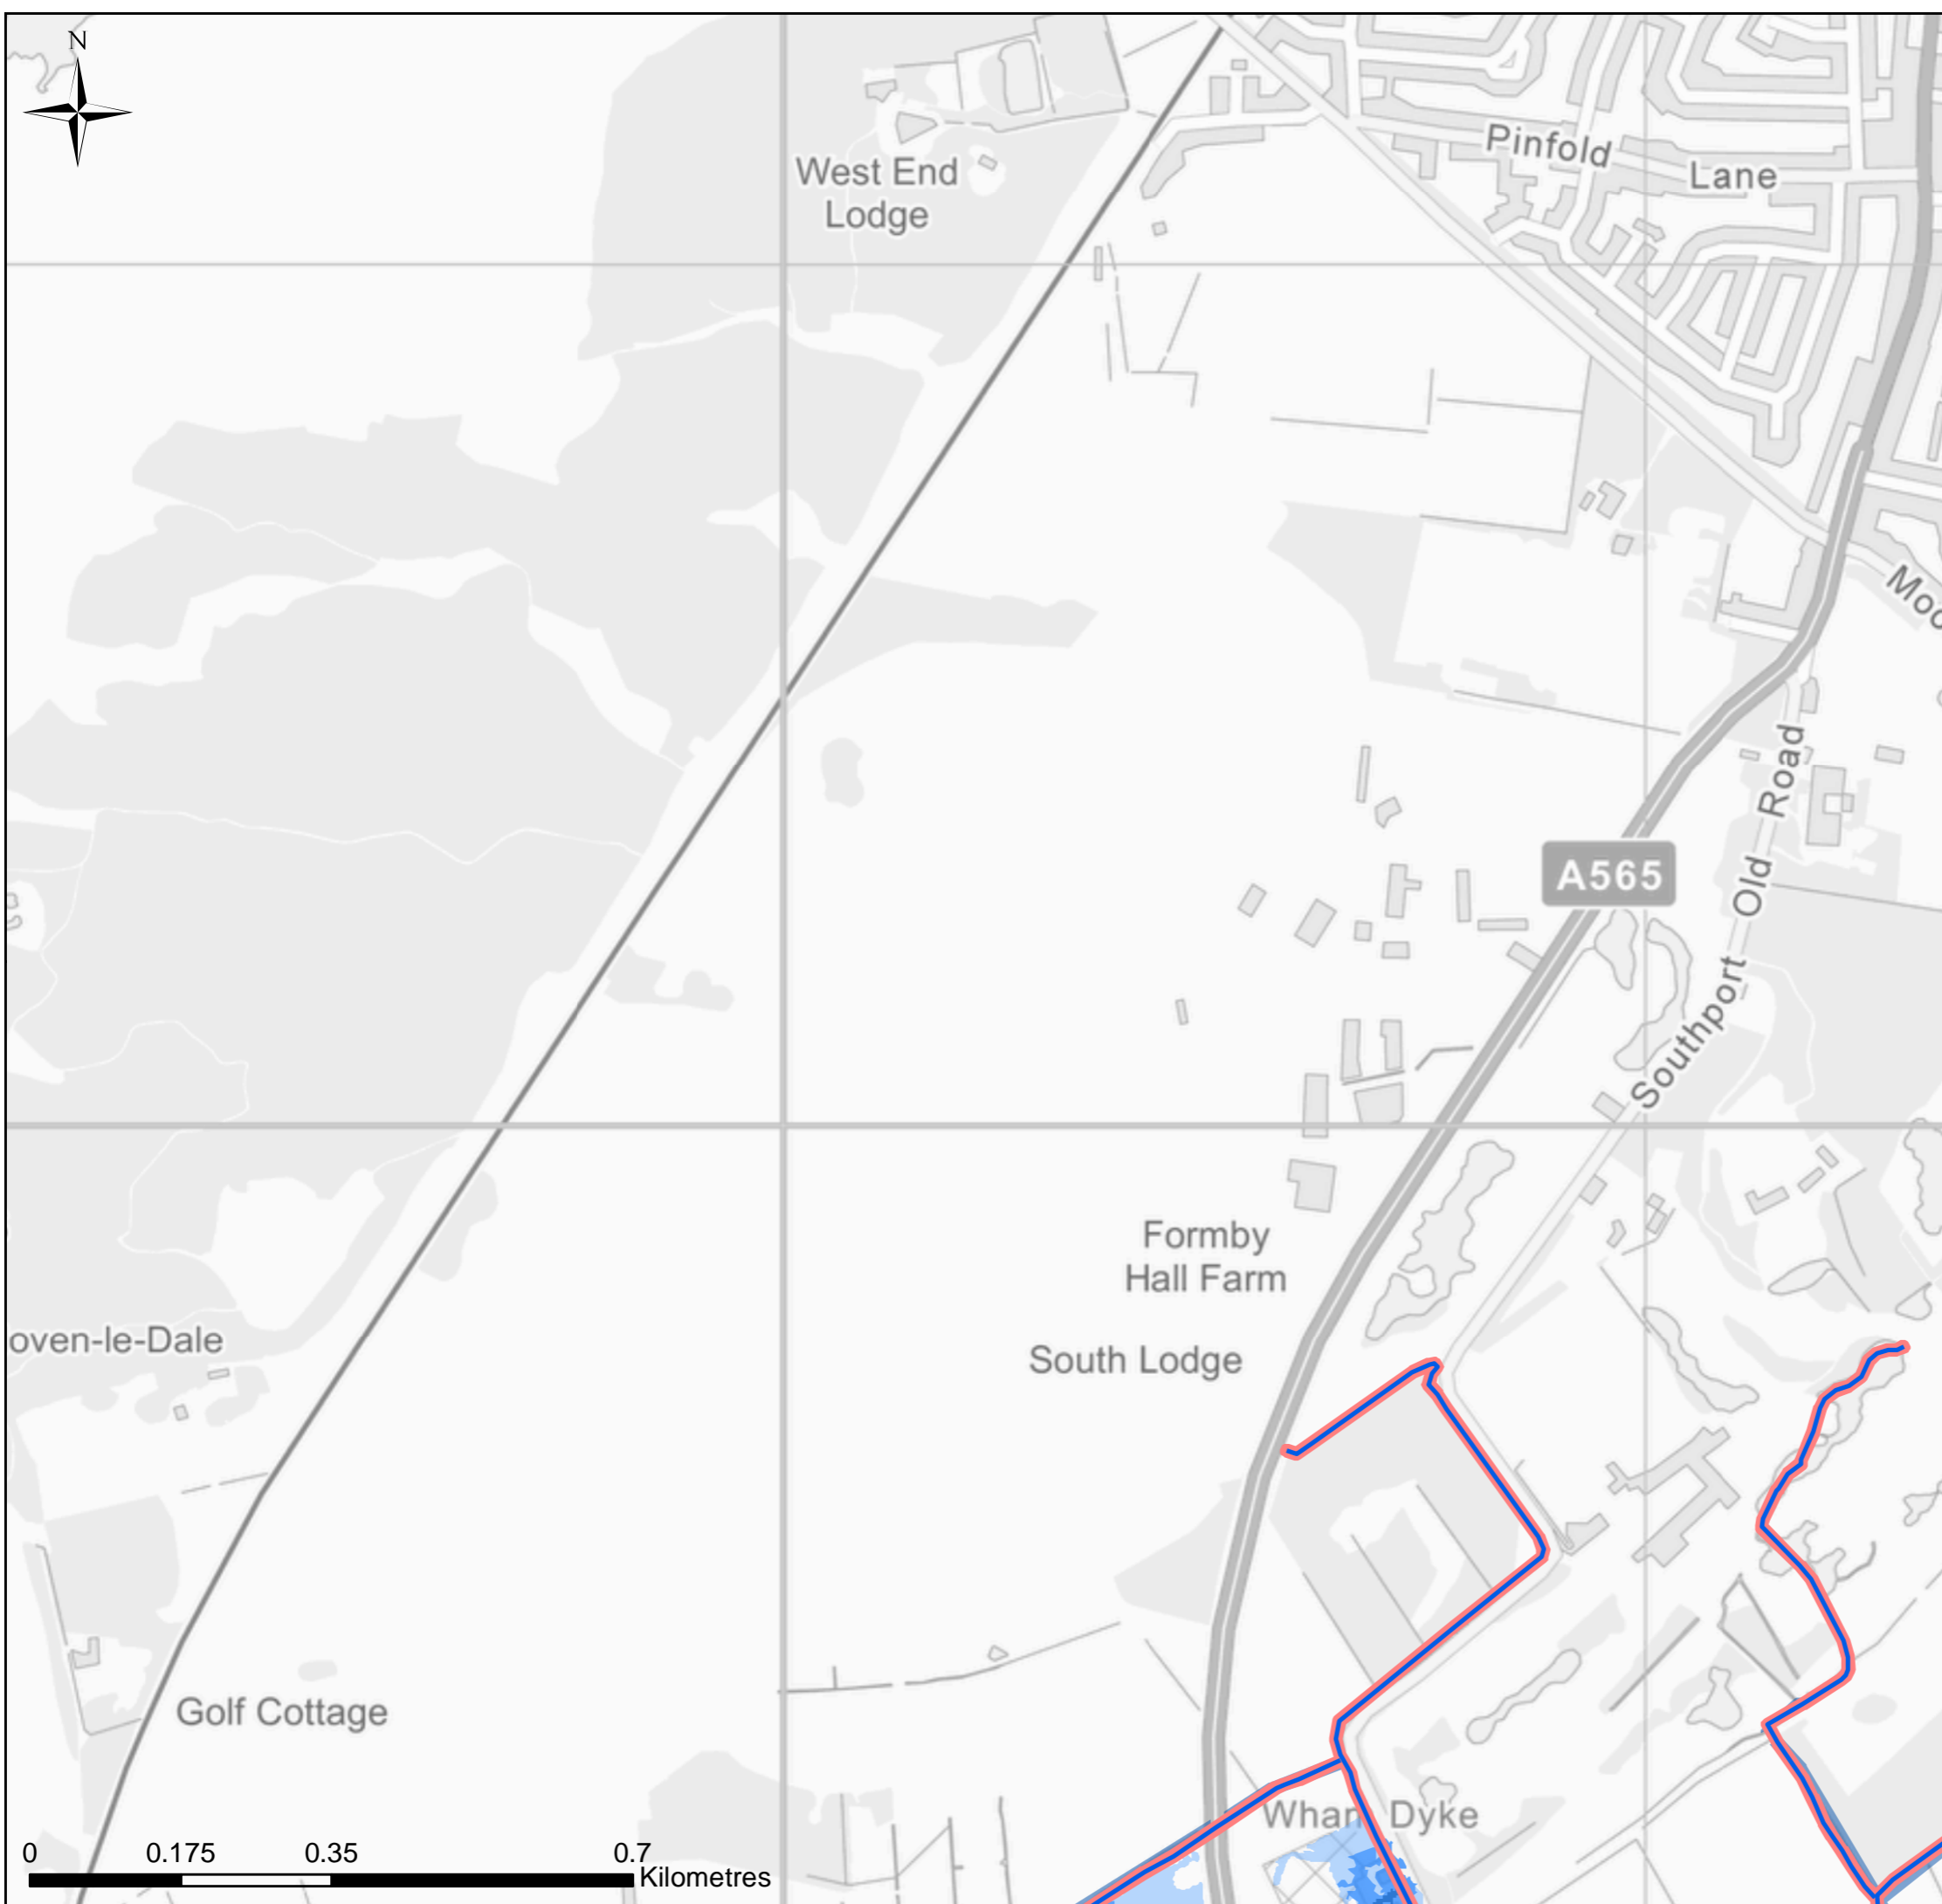 N
West End
Lodge
Pinfold
Lane
Moo
Southport Old Road
A565
Formby
Hall Farm
South Lodge
oven-le-Dale
Golf Cottage
Dyke
0 0.175 0.35 0.7
Kilometres